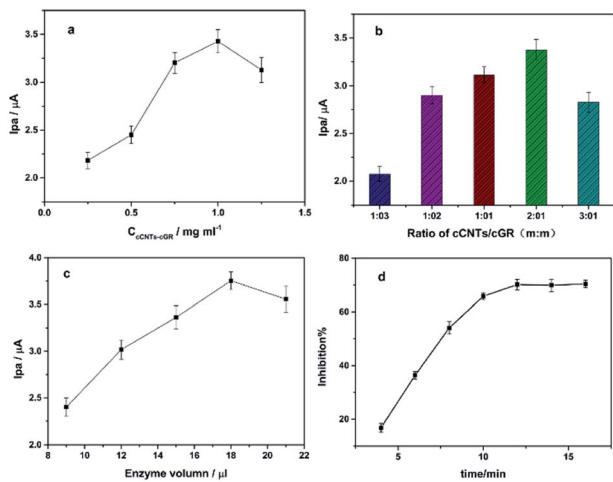 a
4.0
3.5
3.0
2.5
2.0
Ipa / μA
0.0 0.5 1.0 1.5
C cCNTs-cGR / mg ml-1
b
3.5
3.0
2.5
2.0
Ipa/ μA
1:03 1:02 1:01 2:01 3:01
Ratio of cCNTs/cGR（m:m）
c
4.0
3.5
3.0
2.5
2.0
Ipa / μA
8 10 12 14 16 18 20 22
Enzyme volumn / μl
d
80
60
40
20
Inhibition%
5 10 15
time/min